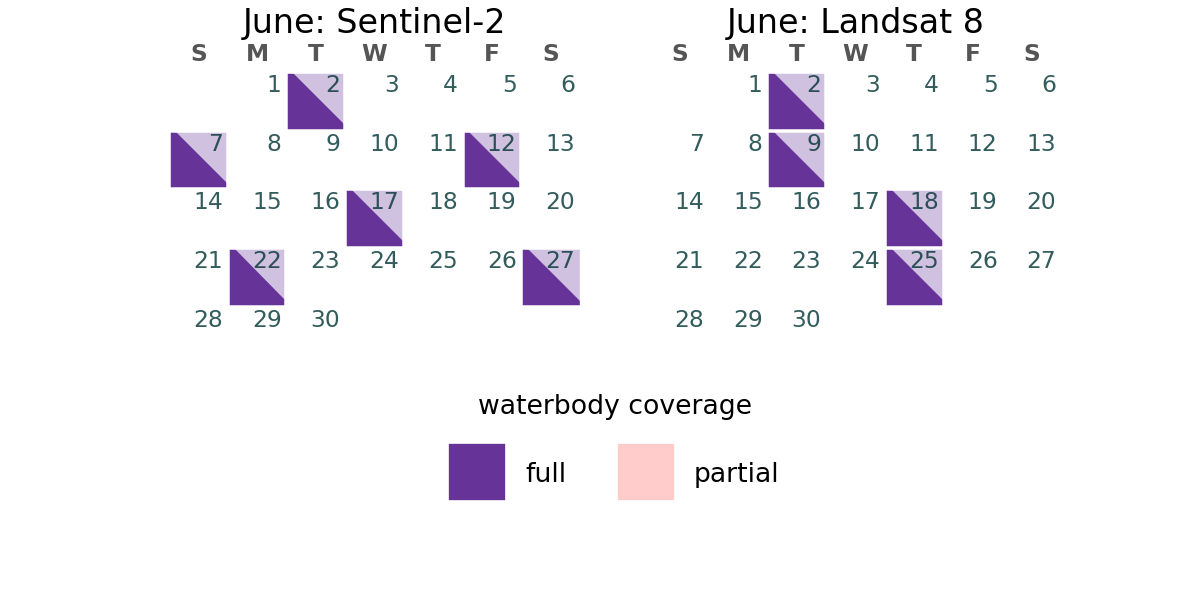 June: Sentinel-2
S M T W T F S
1 2 3 4 5 6
7 8 9 10 11 12 13
14 15 16 17 18 19 20
21 22 23 24 25 26 27
28 29 30
June: Landsat 8
S M T W T F S
1 2 3 4 5 6
7 8 9 10 11 12 13
14 15 16 17 18 19 20
21 22 23 24 25 26 27
28 29 30
waterbody coverage
full
partial